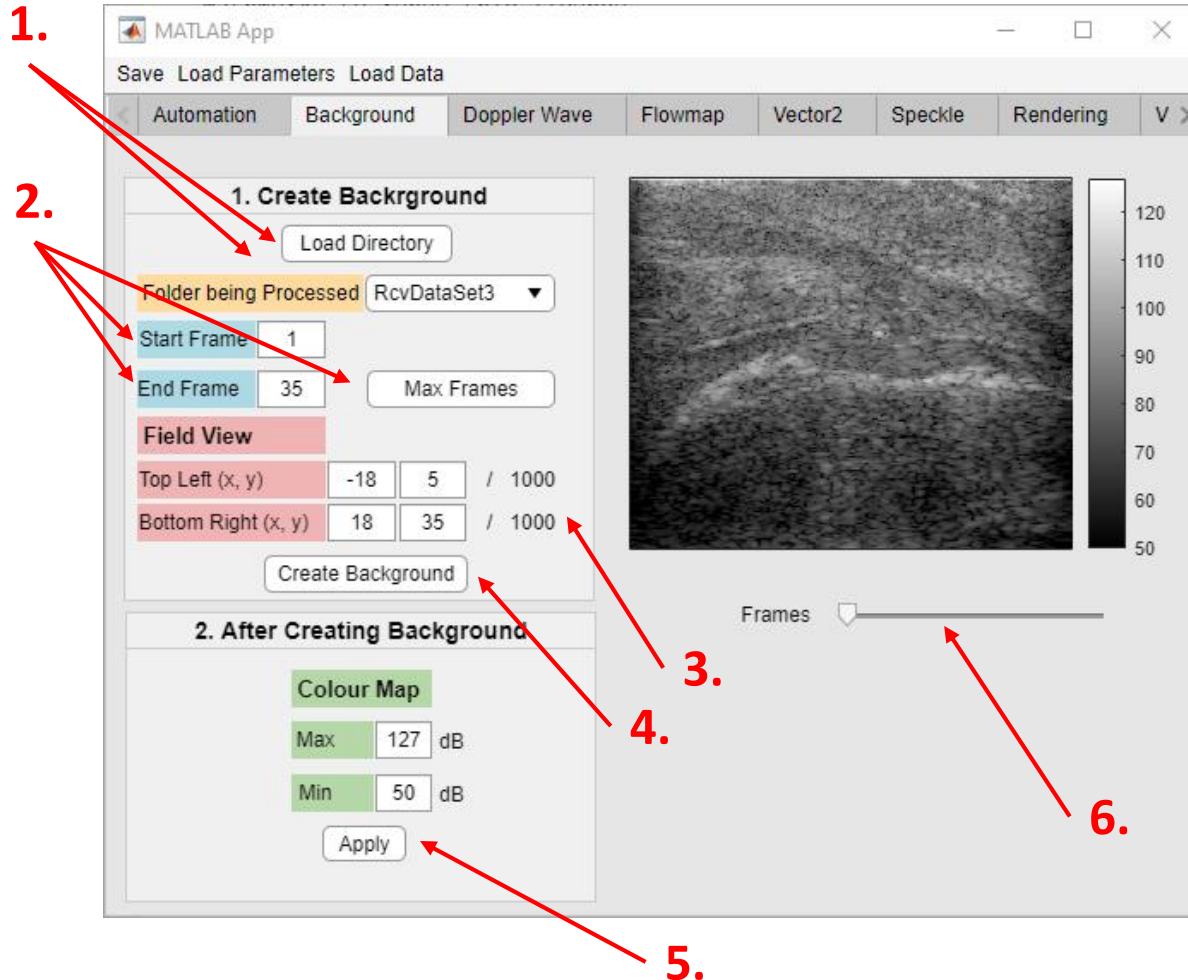 1.
MATLAB App
Save Load Parameters Load Data
Automation Background Doppler Wave Flowmap Vector2 Speckle Rendering V
2.
1. Create Backrground
Load Directory
Folder being Processed RcvDataSet3
Start Frame 1
End Frame 35 Max Frames
Field View
Top Left (x, y) -18 5 / 1000
Bottom Right (x, y) 18 35 / 1000
Create Background
120
110
100
90
80
70
60
50
Frames
2. After Creating Background
3.
Colour Map
4.
Max 127 dB
Min 50 dB
6.
Apply
5.